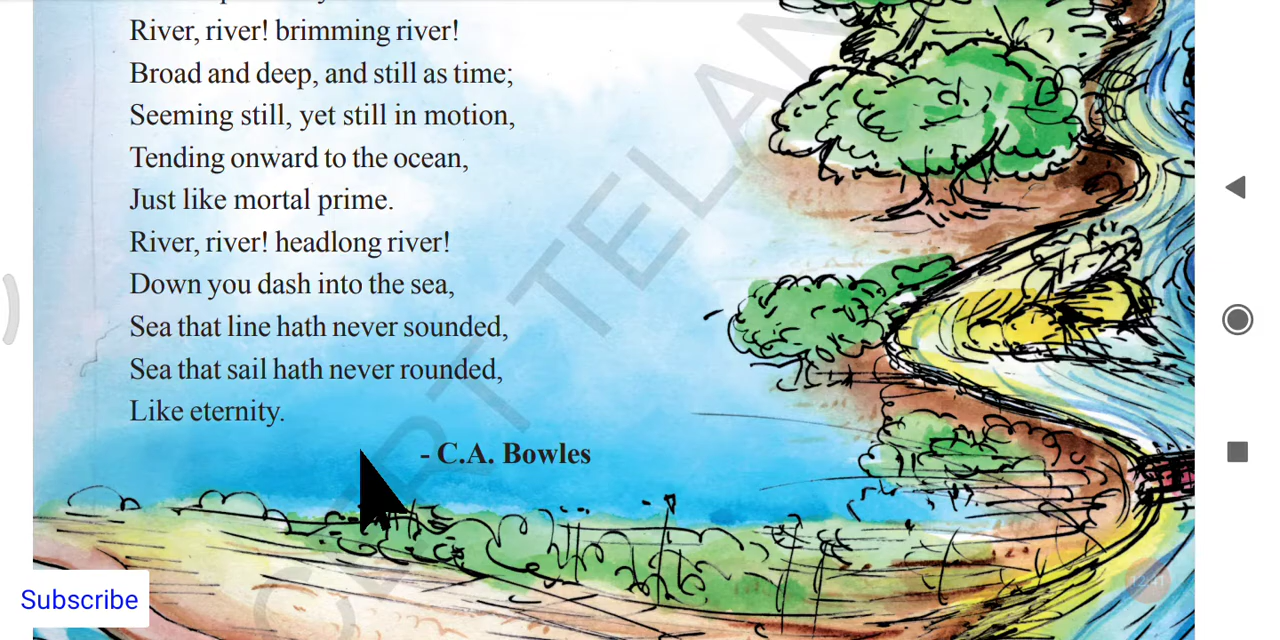 River, river! brimming river!
Broad and deep, and still as time;
Seeming still, yet still in motion,
Tending onward to the ocean,
Just like mortal prime.
River, river! headlong river!
Down you dash into the sea,
Sea that line hath never sounded,
Sea that sail hath never rounded,
Like eternity.
- C.A. Bowles
Subscribe